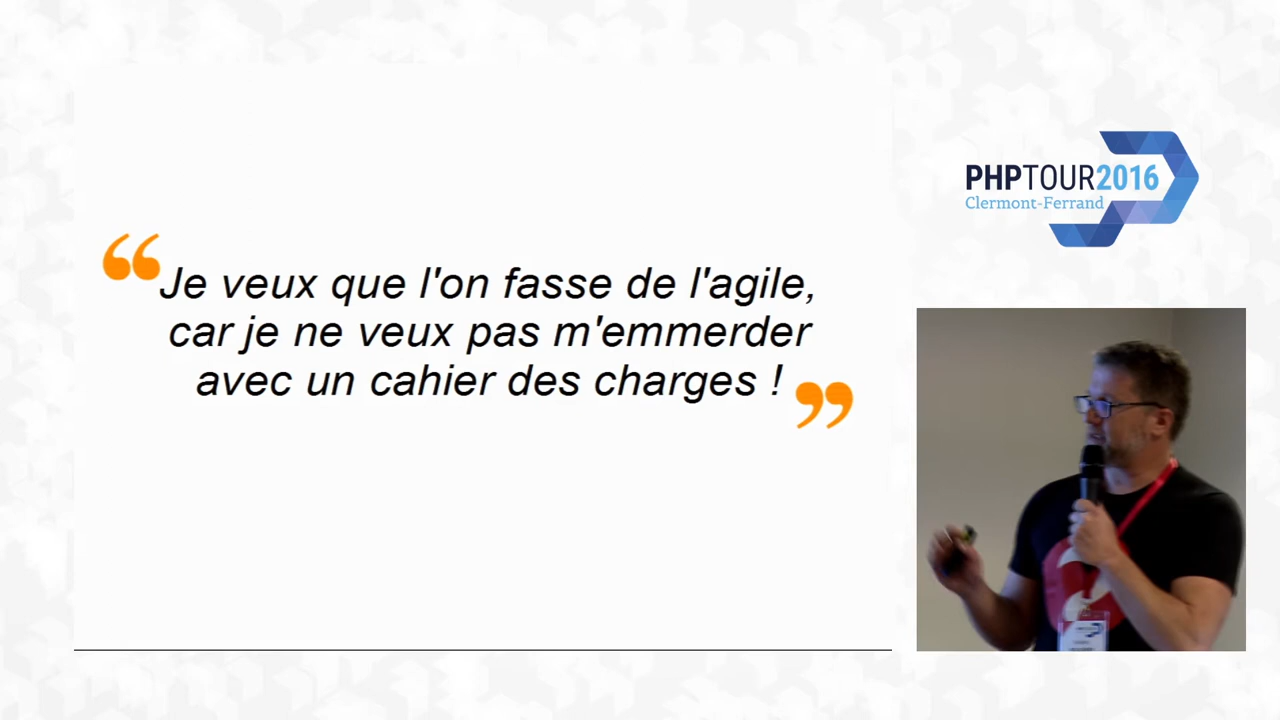 “Je veux que l'on fasse de l'agile,
car je ne veux pas m'emmerder
avec un cahier des charges !”
PHPTOUR2016
Clermont-Ferrand